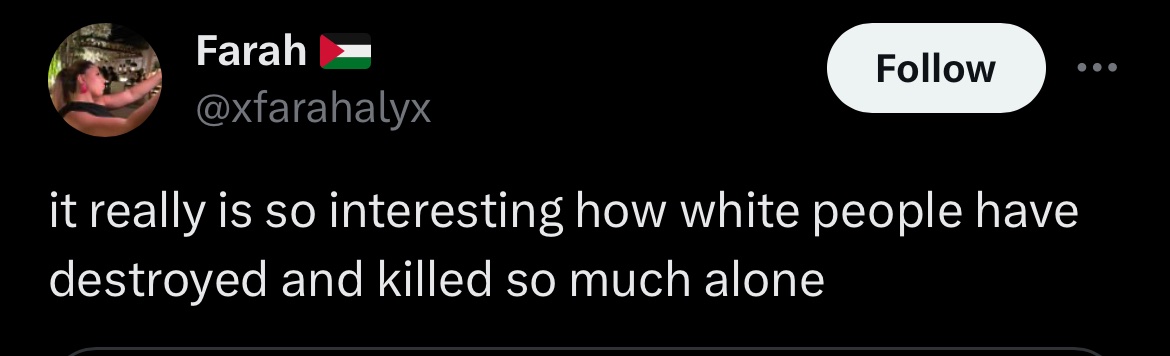 Farah 🇵🇸
@xfarahalyx
Follow
it really is so interesting how white people have
destroyed and killed so much alone